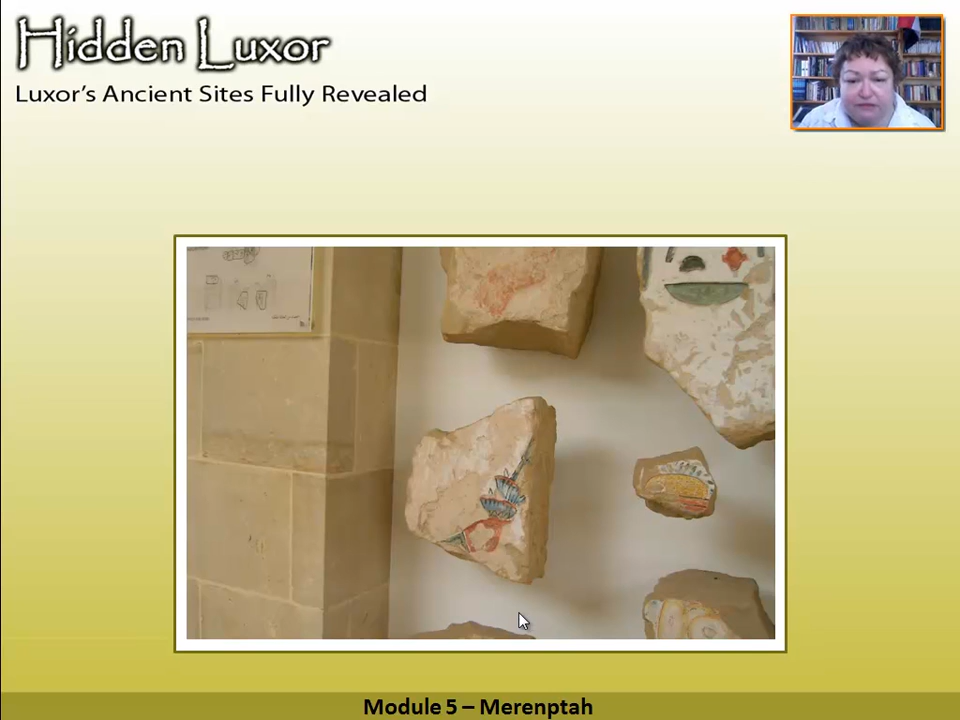 Hidden Luxor
Luxor's Ancient Sites Fully Revealed
Module 5 – Merenptah